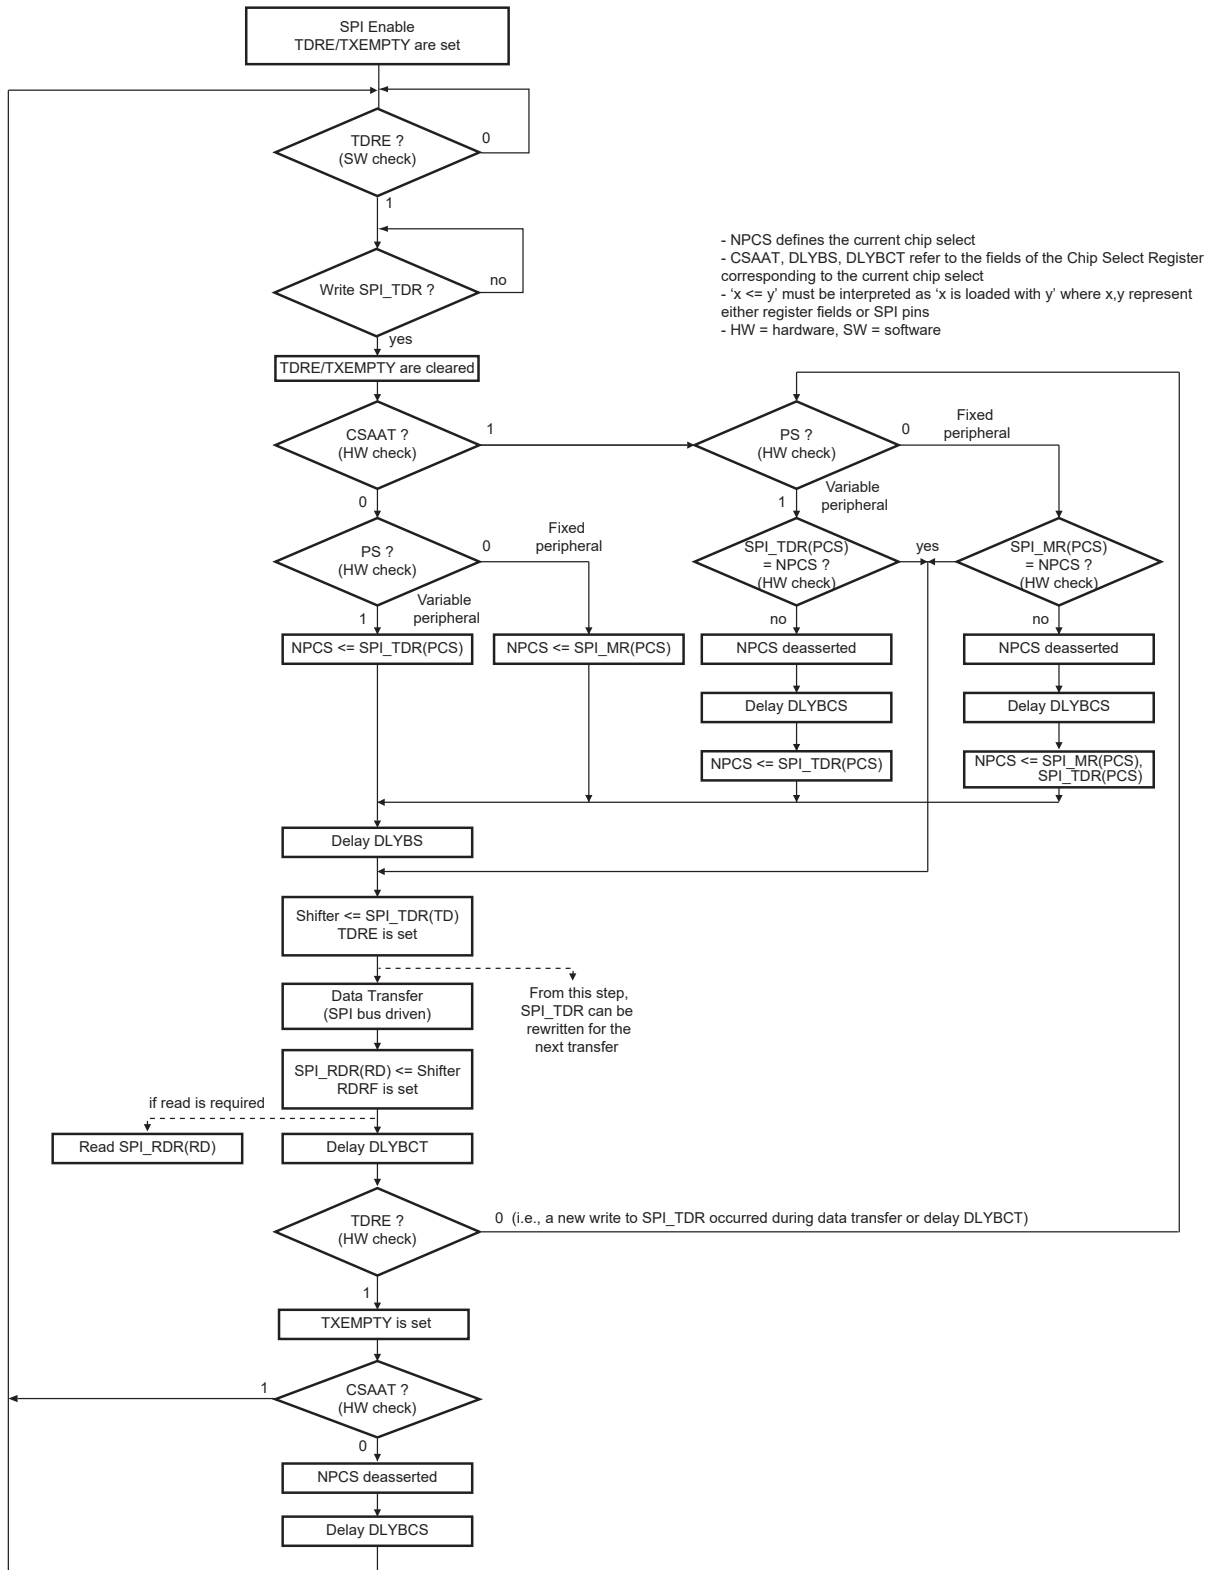 SPI Enable
TDRE/TXEMPTY are set
TDRE ?
(SW check)
0
1
- NPCS defines the current chip select
- CSAAT, DLYBS, DLYBCT refer to the fields of the Chip Select Register
corresponding to the current chip select
- ‘x <= y’ must be interpreted as ‘x is loaded with y’ where x,y represent
either register fields or SPI pins
- HW = hardware, SW = software
Write SPI_TDR ?
no
yes
TDRE/TXEMPTY are cleared
CSAAT ?
(HW check)
1
0
PS ?
(HW check)
0
Fixed
peripheral
1
Variable
peripheral
PS ?
(HW check)
0
Fixed
peripheral
1
Variable
peripheral
SPI_TDR(PCS)
= NPCS ?
(HW check)
yes
no
SPI_MR(PCS)
= NPCS ?
(HW check)
no
NPCS <= SPI_TDR(PCS)
NPCS <= SPI_MR(PCS)
NPCS deasserted
NPCS deasserted
Delay DLYBCS
Delay DLYBCS
NPCS <= SPI_TDR(PCS)
NPCS <= SPI_MR(PCS),
SPI_TDR(PCS)
Delay DLYBS
Shifter <= SPI_TDR(TD)
TDRE is set
Data Transfer
(SPI bus driven)
From this step,
SPI_TDR can be
rewritten for the
next transfer
SPI_RDR(RD) <= Shifter
RDRF is set
if read is required
Read SPI_RDR(RD)
Delay DLYBCT
TDRE ?
(HW check)
0 (i.e., a new write to SPI_TDR occurred during data transfer or delay DLYBCT)
1
TXEMPTY is set
CSAAT ?
(HW check)
1
0
NPCS deasserted
Delay DLYBCS